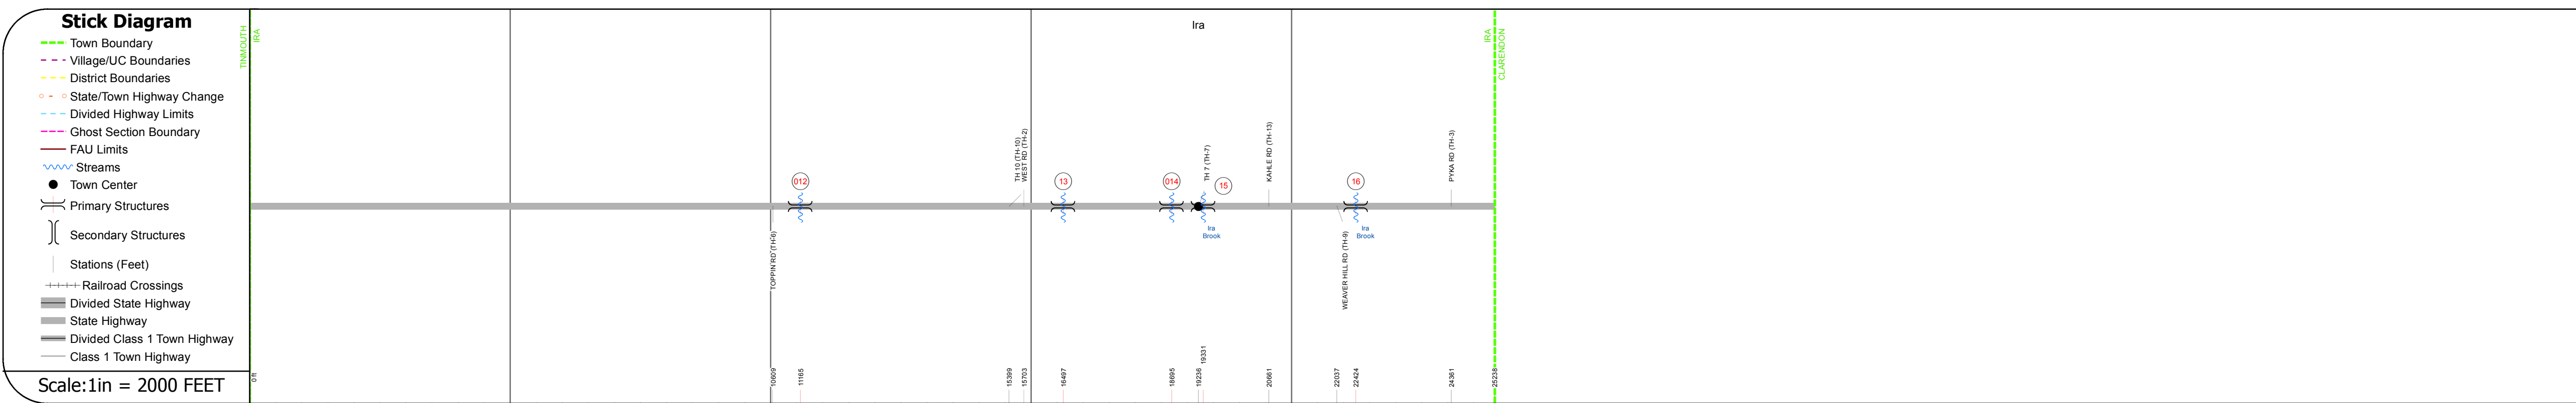 Stick Diagram
Town Boundary
Village/UC Boundaries
District Boundaries
State/Town Highway Change
Divided Highway Limits
Ghost Section Boundary
FAU Limits
Streams
Town Center
Primary Structures
Secondary Structures
Stations (Feet)
Railroad Crossings
Divided State Highway
State Highway
Divided Class 1 Town Highway
Class 1 Town Highway
Scale:1in = 2000 FEET
TINMOUTH
IRA
Ira
IRA
CLARENDON
TOPPIN RD (TH-6)
012
TH 10 (TH-10)
WEST RD (TH-2)
13
014
TH 7 (TH-7)
15
Ira
Brook
KAHLE RD (TH-13)
WEAVER HILL RD (TH-9)
16
Ira
Brook
PYKA RD (TH-3)
0 ft
10609
11165
15399
15703
16497
18695
19236
19331
20661
22037
22424
24361
25238